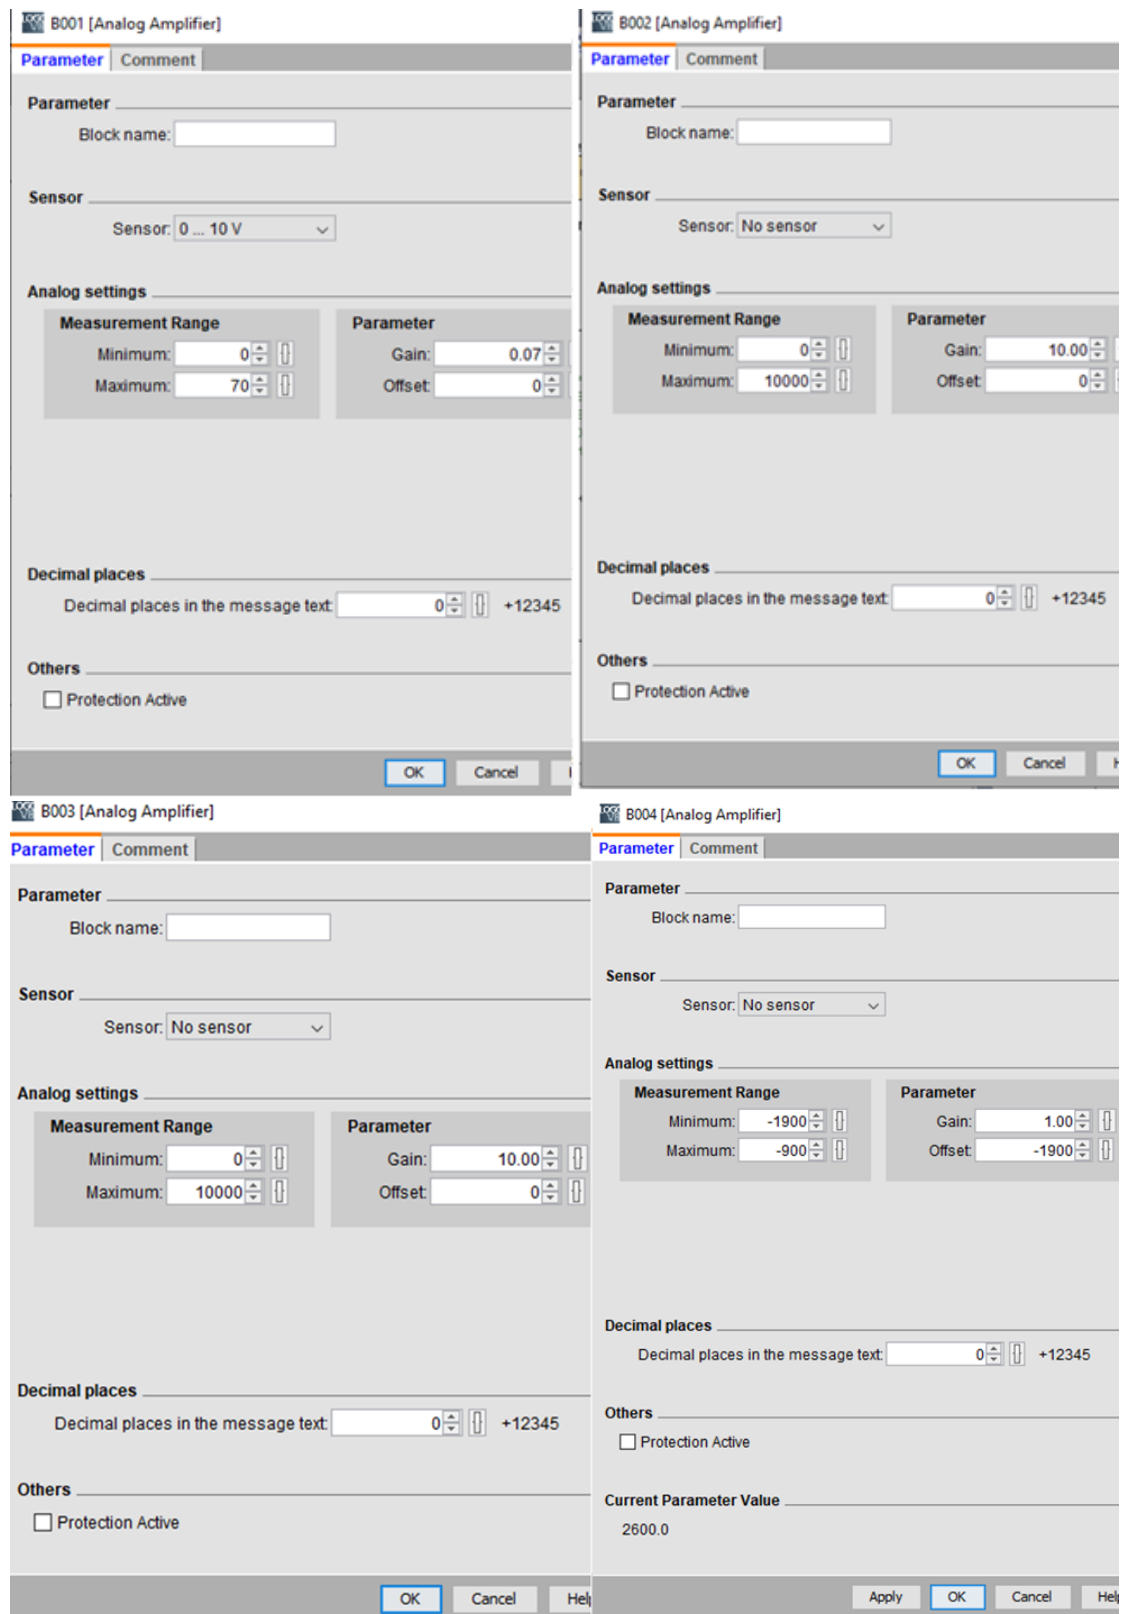 B001 [Analog Amplifier]
Parameter Comment
Parameter
Block name:
Sensor
Sensor: 0 ... 10 V
Analog settings
Measurement Range Parameter
Minimum: 0 Gain: 0.07
Maximum: 70 Offset: 0
Decimal places
Decimal places in the message text: 0 +12345
Others
Protection Active
OK Cancel
B002 [Analog Amplifier]
Parameter Comment
Parameter
Block name:
Sensor
Sensor: No sensor
Analog settings
Measurement Range Parameter
Minimum: 0 Gain: 10.00
Maximum: 10000 Offset: 0
Decimal places
Decimal places in the message text: 0 +12345
Others
Protection Active
OK Cancel
B003 [Analog Amplifier]
Parameter Comment
Parameter
Block name:
Sensor
Sensor: No sensor
Analog settings
Measurement Range Parameter
Minimum: 0 Gain: 10.00
Maximum: 10000 Offset: 0
Decimal places
Decimal places in the message text: 0 +12345
Others
Protection Active
OK Cancel Help
B004 [Analog Amplifier]
Parameter Comment
Parameter
Block name:
Sensor
Sensor: No sensor
Analog settings
Measurement Range Parameter
Minimum: -1900 Gain: 1.00
Maximum: -900 Offset: -1900
Decimal places
Decimal places in the message text: 0 +12345
Others
Protection Active
Current Parameter Value
2600.0
Apply OK Cancel Help